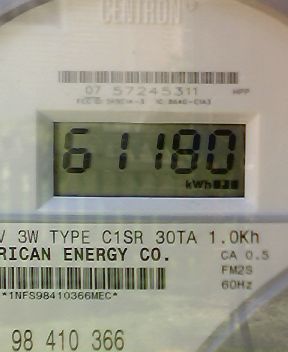 CENTRON
07 57245311
61180
kWh
V 3W TYPE C1SR 30TA 1.0Kh
RICAN ENERGY CO.
CA 0.5
FM2S
60Hz
*1NFS98410366MEC*
98 410 366